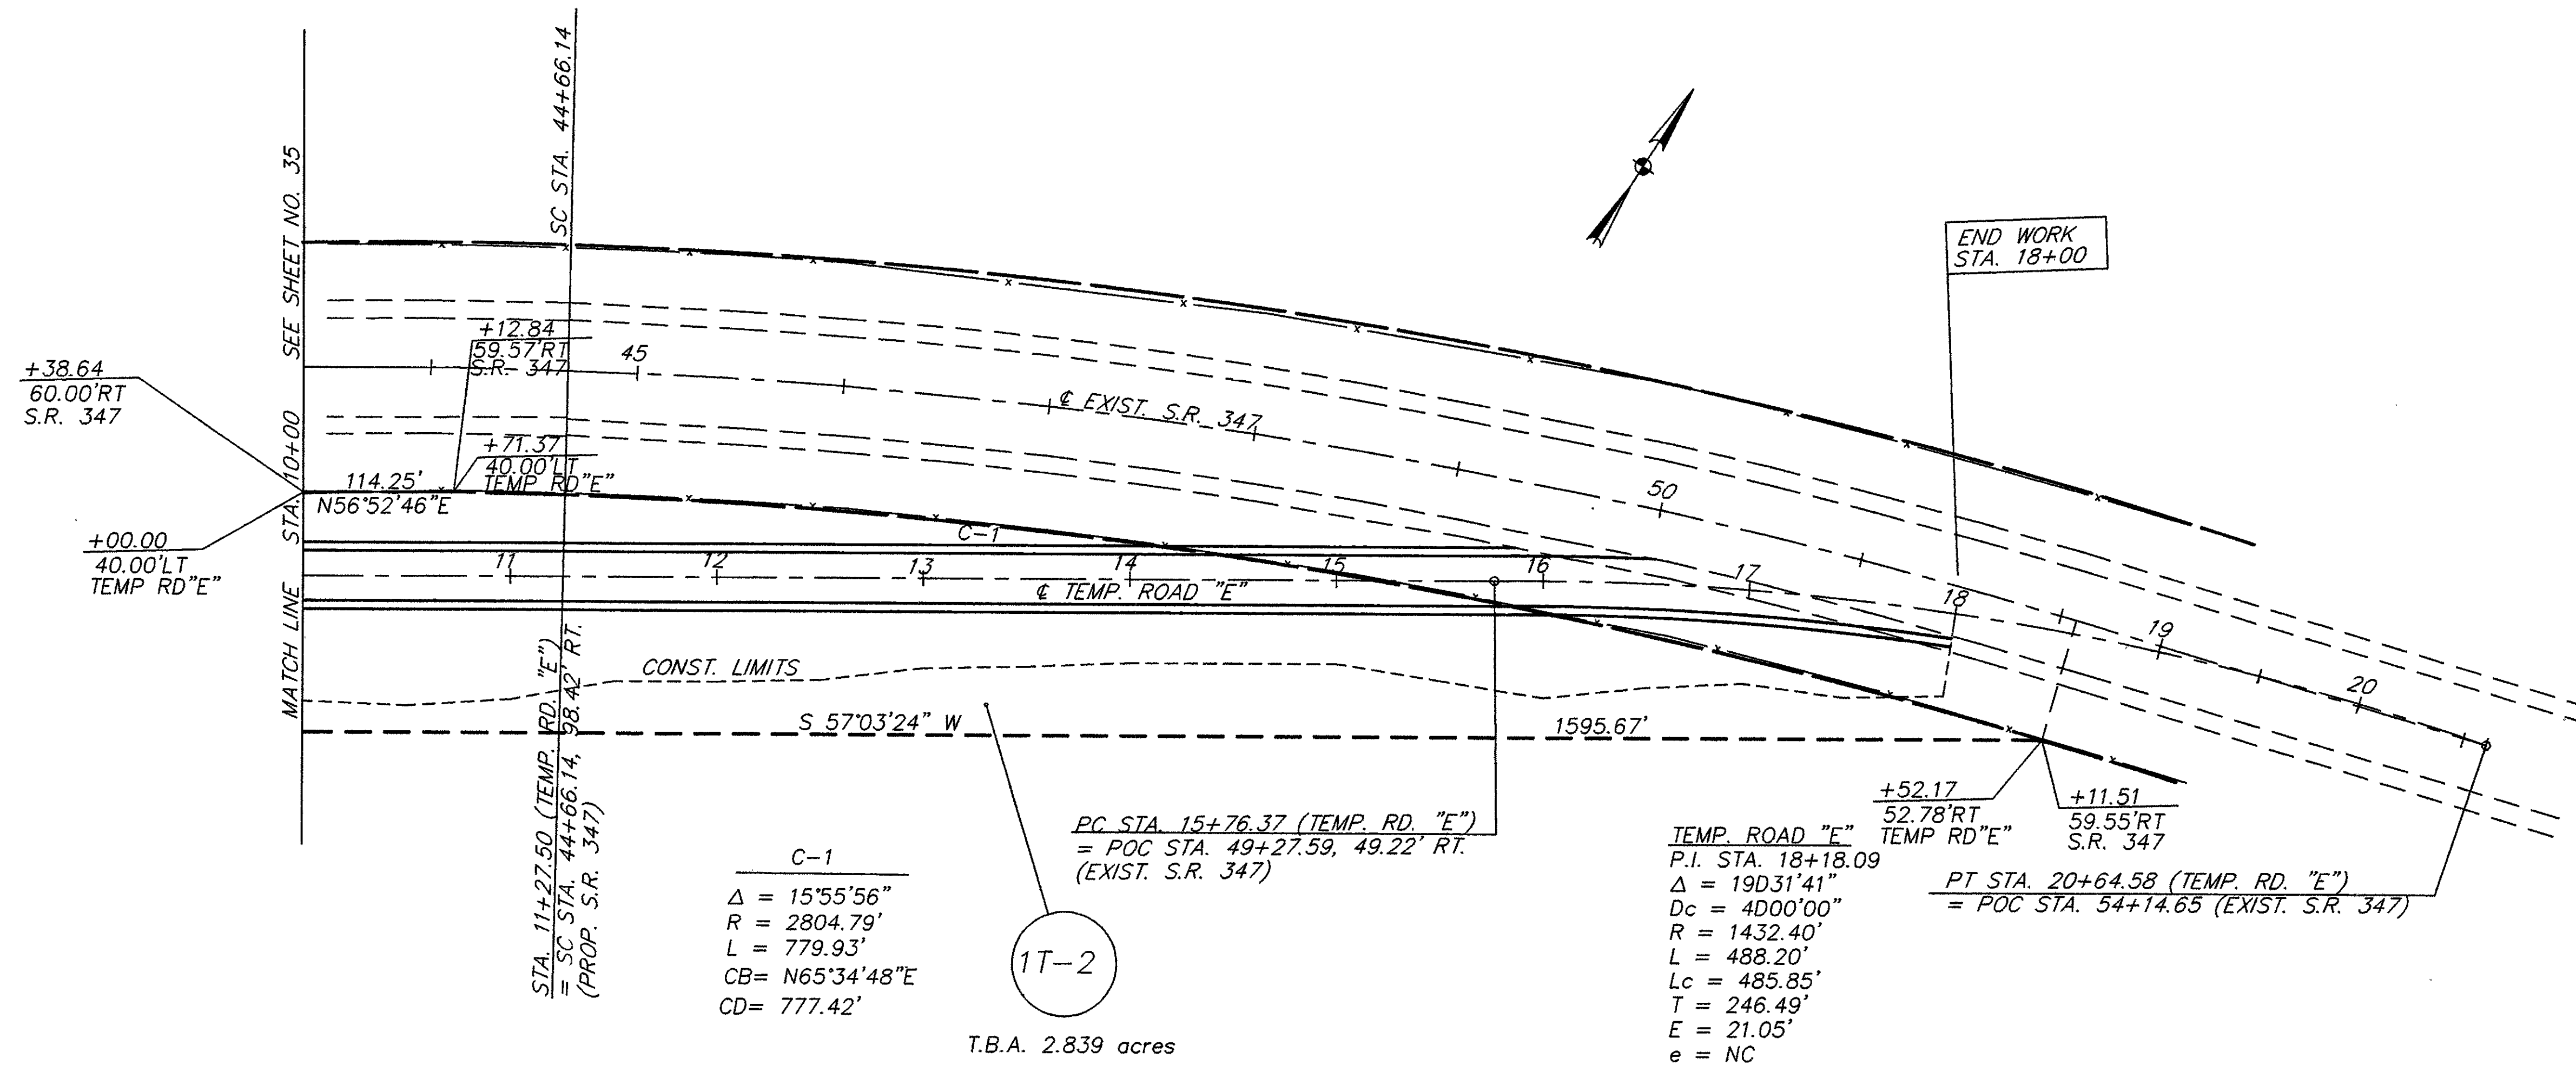 MATCH LINE STA. 10+00 SEE SHEET NO. 35
SC STA. 44+66.14
+38.64
60.00'RT
S.R. 347
+00.00
40.00'LT
TEMP RD"E"
+12.84
59.57'RT
S.R. 347
+71.37
40.00'LT
TEMP RD"E"
114.25'
N56°52'46"E
45
℄ EXIST. S.R. 347
50
END WORK
STA. 18+00
C-1
11
12
13
14
15
16
17
18
19
20
℄ TEMP. ROAD "E"
CONST. LIMITS
S 57°03'24" W
1595.67'
STA. 11+27.50 (TEMP. RD. "E")
= SC STA. 44+66.14, 98.42' RT.
(PROP. S.R. 347)
C-1
Δ = 15°55'56"
R = 2804.79'
L = 779.93'
CB= N65°34'48"E
CD= 777.42'
1T-2
T.B.A. 2.839 acres
PC STA. 15+76.37 (TEMP. RD. "E")
= POC STA. 49+27.59, 49.22' RT.
(EXIST. S.R. 347)
TEMP. ROAD "E"
P.I. STA. 18+18.09
Δ = 19D31'41"
Dc = 4D00'00"
R = 1432.40'
L = 488.20'
Lc = 485.85'
T = 246.49'
E = 21.05'
e = NC
+52.17
52.78'RT
TEMP RD"E"
+11.51
59.55'RT
S.R. 347
PT STA. 20+64.58 (TEMP. RD. "E")
= POC STA. 54+14.65 (EXIST. S.R. 347)